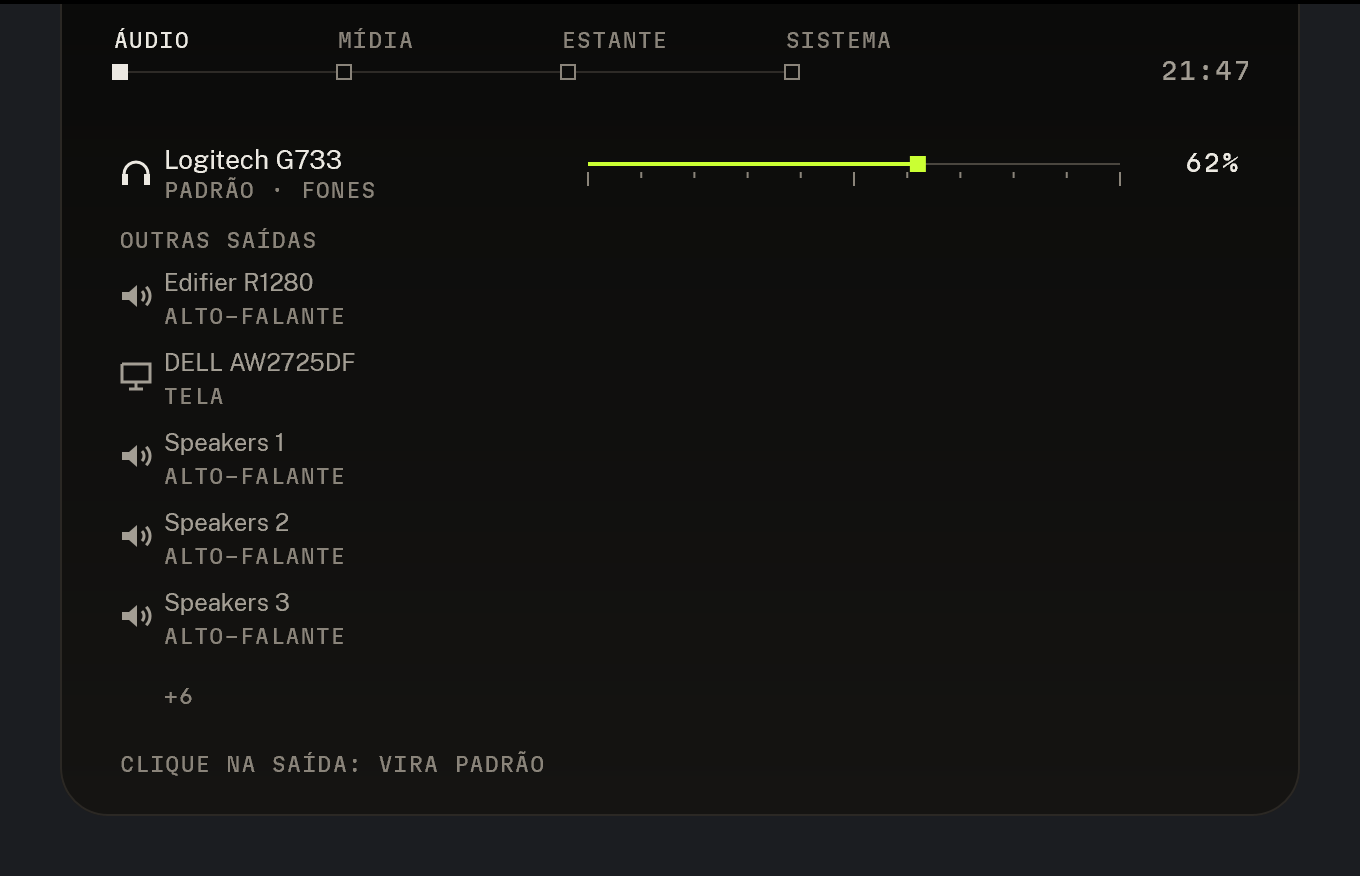 ÁUDIO MÍDIA ESTANTE SISTEMA
21:47
Logitech G733
PADRÃO · FONES
62%
OUTRAS SAÍDAS
Edifier R1280
ALTO-FALANTE
DELL AW2725DF
TELA
Speakers 1
ALTO-FALANTE
Speakers 2
ALTO-FALANTE
Speakers 3
ALTO-FALANTE
+6
CLIQUE NA SAÍDA: VIRA PADRÃO